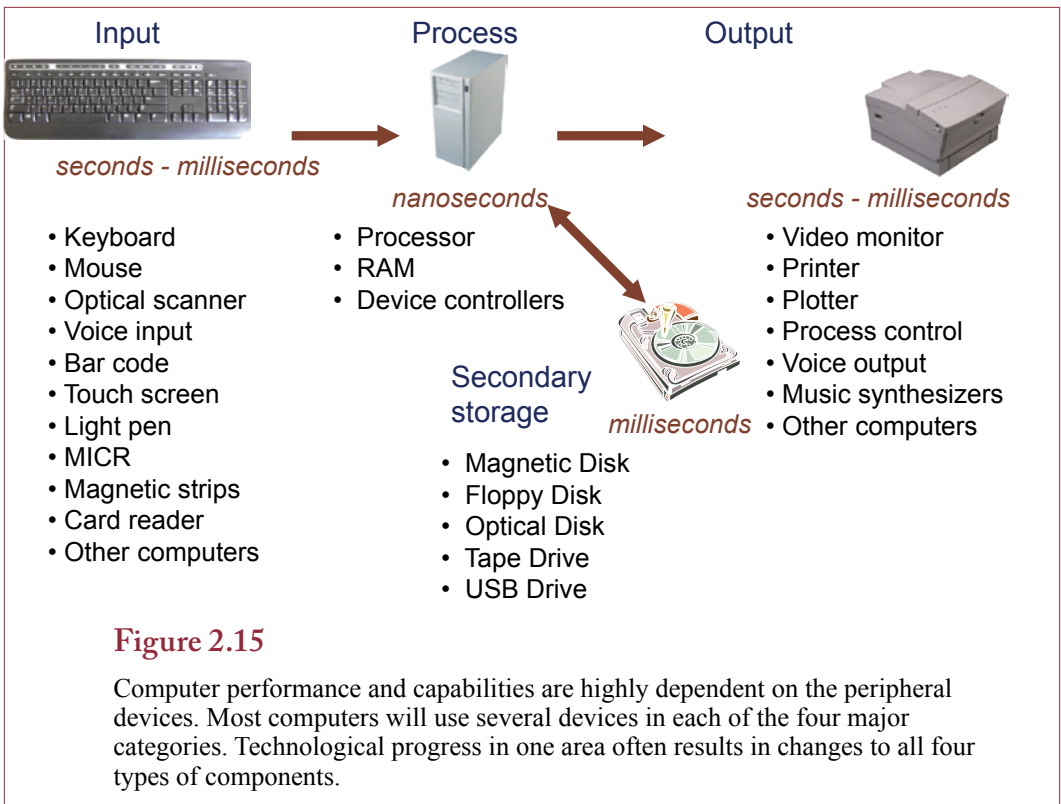 Input
Process
Output
seconds - milliseconds
nanoseconds
seconds - milliseconds
• Keyboard
• Mouse
• Optical scanner
• Voice input
• Bar code
• Touch screen
• Light pen
• MICR
• Magnetic strips
• Card reader
• Other computers
• Processor
• RAM
• Device controllers
Secondary
storage
milliseconds
• Magnetic Disk
• Floppy Disk
• Optical Disk
• Tape Drive
• USB Drive
• Video monitor
• Printer
• Plotter
• Process control
• Voice output
• Music synthesizers
• Other computers
Figure 2.15
Computer performance and capabilities are highly dependent on the peripheral
devices. Most computers will use several devices in each of the four major
categories. Technological progress in one area often results in changes to all four
types of components.